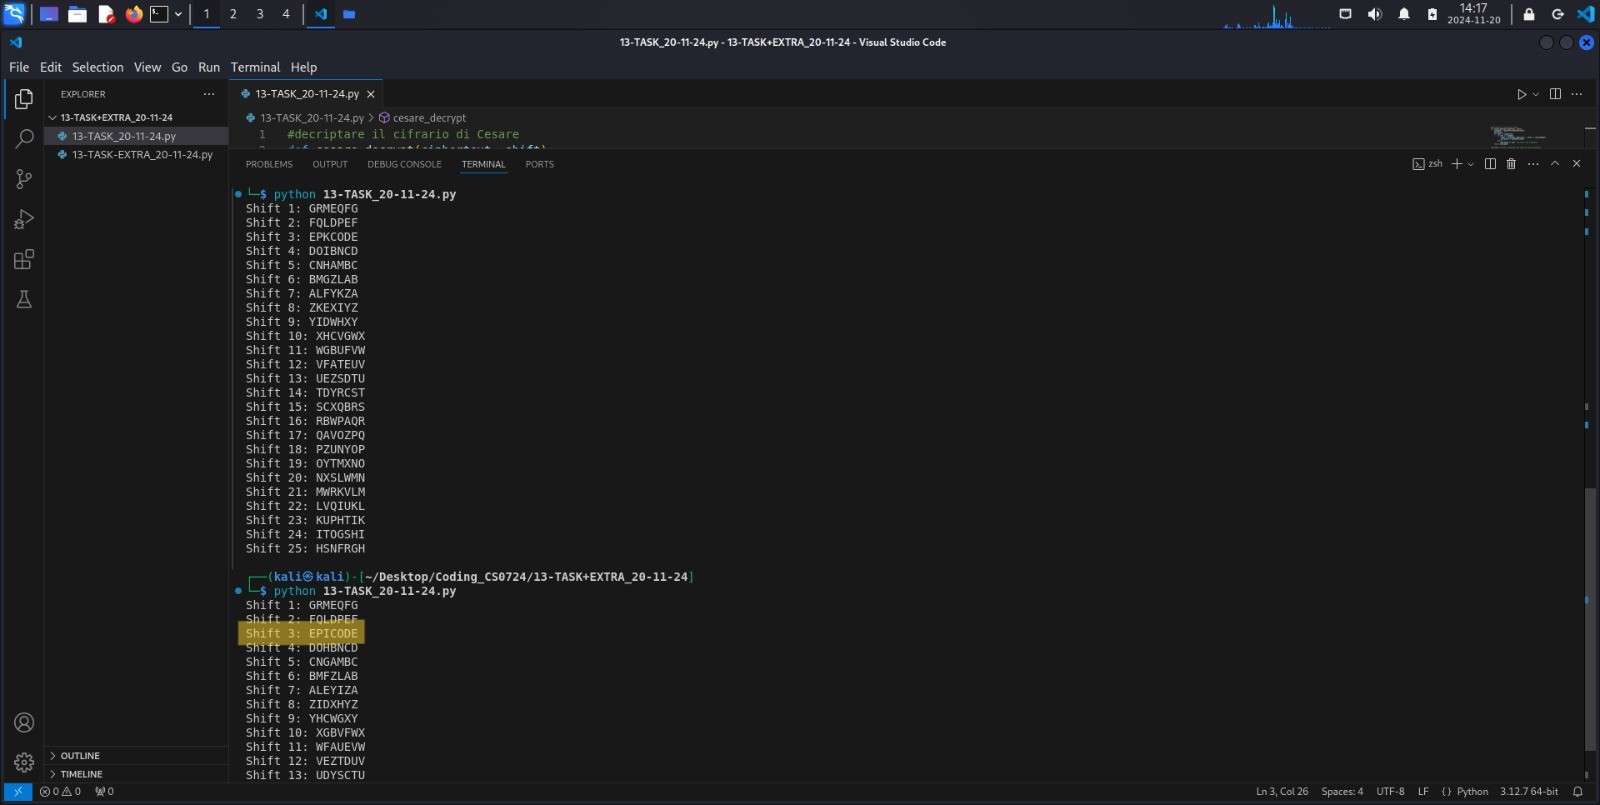 1 2 3 4
14:17
2024-11-20
13-TASK_20-11-24.py - 13-TASK+EXTRA_20-11-24 - Visual Studio Code
File Edit Selection View Go Run Terminal Help
EXPLORER
13-TASK+EXTRA_20-11-24
13-TASK_20-11-24.py
13-TASK-EXTRA_20-11-24.py
OUTLINE
TIMELINE
13-TASK_20-11-24.py
13-TASK_20-11-24.py > cesare_decrypt
1 #decriptare il cifrario di Cesare
PROBLEMS OUTPUT DEBUG CONSOLE TERMINAL PORTS
zsh
└─$ python 13-TASK_20-11-24.py
Shift 1: GRMEQFG
Shift 2: FQLDPEF
Shift 3: EPKCODE
Shift 4: DOIBNCD
Shift 5: CNHAMBC
Shift 6: BMGZLAB
Shift 7: ALFYKZA
Shift 8: ZKEXIYZ
Shift 9: YIDWHXY
Shift 10: XHCVGWX
Shift 11: WGBUFVW
Shift 12: VFATEUV
Shift 13: UEZSDTU
Shift 14: TDYRCST
Shift 15: SCXQBRS
Shift 16: RBWPAQR
Shift 17: QAVOZPQ
Shift 18: PZUNYOP
Shift 19: OYTMXNO
Shift 20: NXSLWMN
Shift 21: MWRKVLM
Shift 22: LVQIUKL
Shift 23: KUPHTIK
Shift 24: ITOGSHI
Shift 25: HSNFRGH
┌──(kali㉿kali)-[~/Desktop/Coding_CS0724/13-TASK+EXTRA_20-11-24]
└─$ python 13-TASK_20-11-24.py
Shift 1: GRMEQFG
Shift 2: FQLDPEF
Shift 3: EPICODE
Shift 4: DOHBNCD
Shift 5: CNGAMBC
Shift 6: BMFZLAB
Shift 7: ALEYIZA
Shift 8: ZIDXHYZ
Shift 9: YHCWGXY
Shift 10: XGBVFWX
Shift 11: WFAUEVW
Shift 12: VEZTDUV
Shift 13: UDYSCTU
0 0 0
Ln 3, Col 26 Spaces: 4 UTF-8 LF {} Python 3.12.7 64-bit